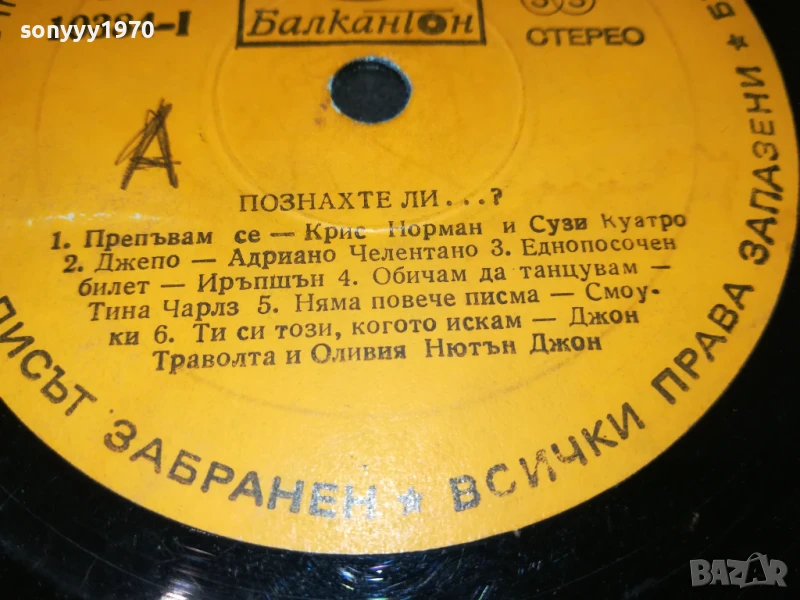 sonyyy1970
Балкантон
СТЕРЕО
А
ПОЗНАХТЕ ЛИ...?
1. Препъвам се — Крис Норман и Сузи Куатро
2. Джепо — Адриано Челентано 3. Еднопосочен
билет — Иръпшън 4. Обичам да танцувам —
Тина Чарлз 5. Няма повече писма — Смоу-
ки 6. Ти си този, когото искам — Джон
Траволта и Оливия Нютън Джон
ЗАБРАНЕН ★ ВСИЧКИ ПРАВА ЗАПАЗЕНИ ★
BAZAR